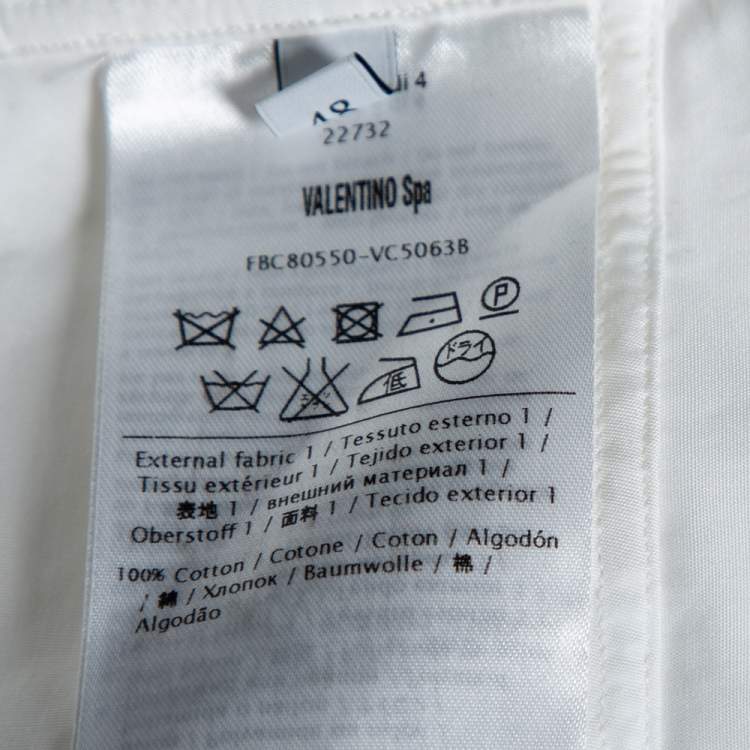 22732
VALENTINO Spa
FBC80550-VC5063B
P
低 ドライ
External fabric 1 / Tessuto esterno 1 /
Tissu extérieur 1 / Tejido exterior 1 /
表地 1 / внешний материал 1 /
Oberstoff 1 / 面料 1 / Tecido exterior 1
100% Cotton / Cotone / Coton / Algodón
/ 綿 / Хлопок / Baumwolle / 棉 /
Algodão